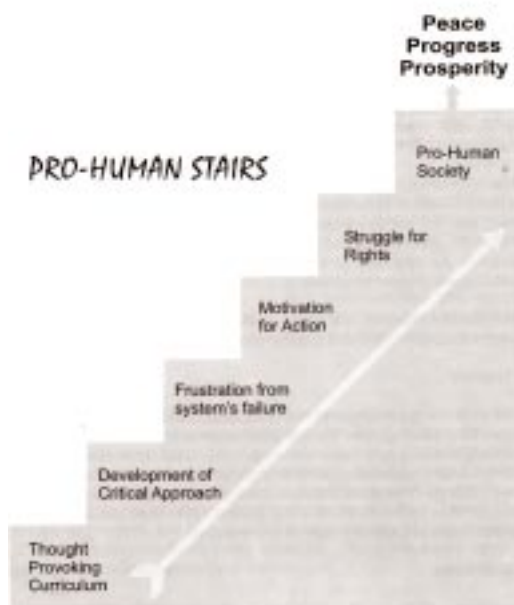 Peace
Progress
Prosperity
PRO-HUMAN STAIRS
Pro-Human
Society
Struggle for
Rights
Motivation
for Action
Frustration from
system's failure
Development of
Critical Approach
Thought
Provoking
Curriculum